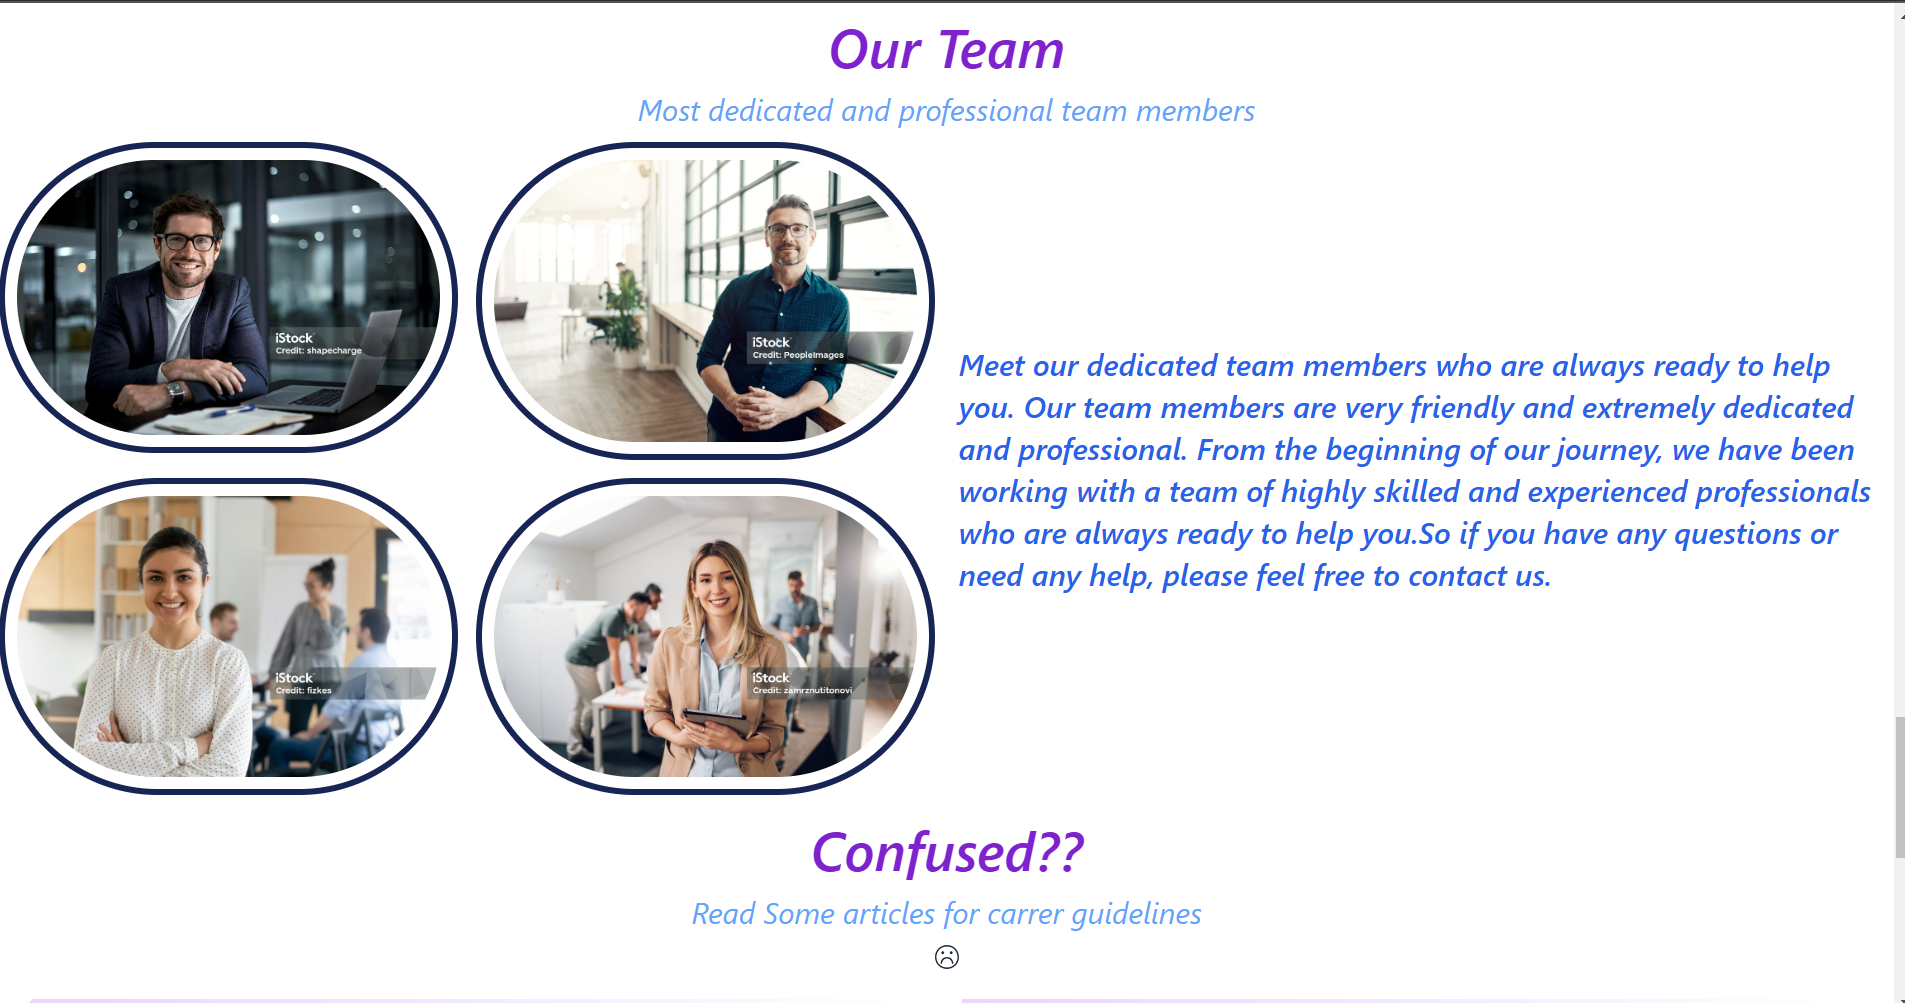 Our Team
Most dedicated and professional team members
iStock
Credit: shapecharge
iStock
Credit: PeopleImages
Meet our dedicated team members who are always ready to help
you. Our team members are very friendly and extremely dedicated
and professional. From the beginning of our journey, we have been
working with a team of highly skilled and experienced professionals
who are always ready to help you.So if you have any questions or
need any help, please feel free to contact us.
iStock
Credit: fizkes
iStock
Credit: zamrznutitonovi
Confused??
Read Some articles for carrer guidelines